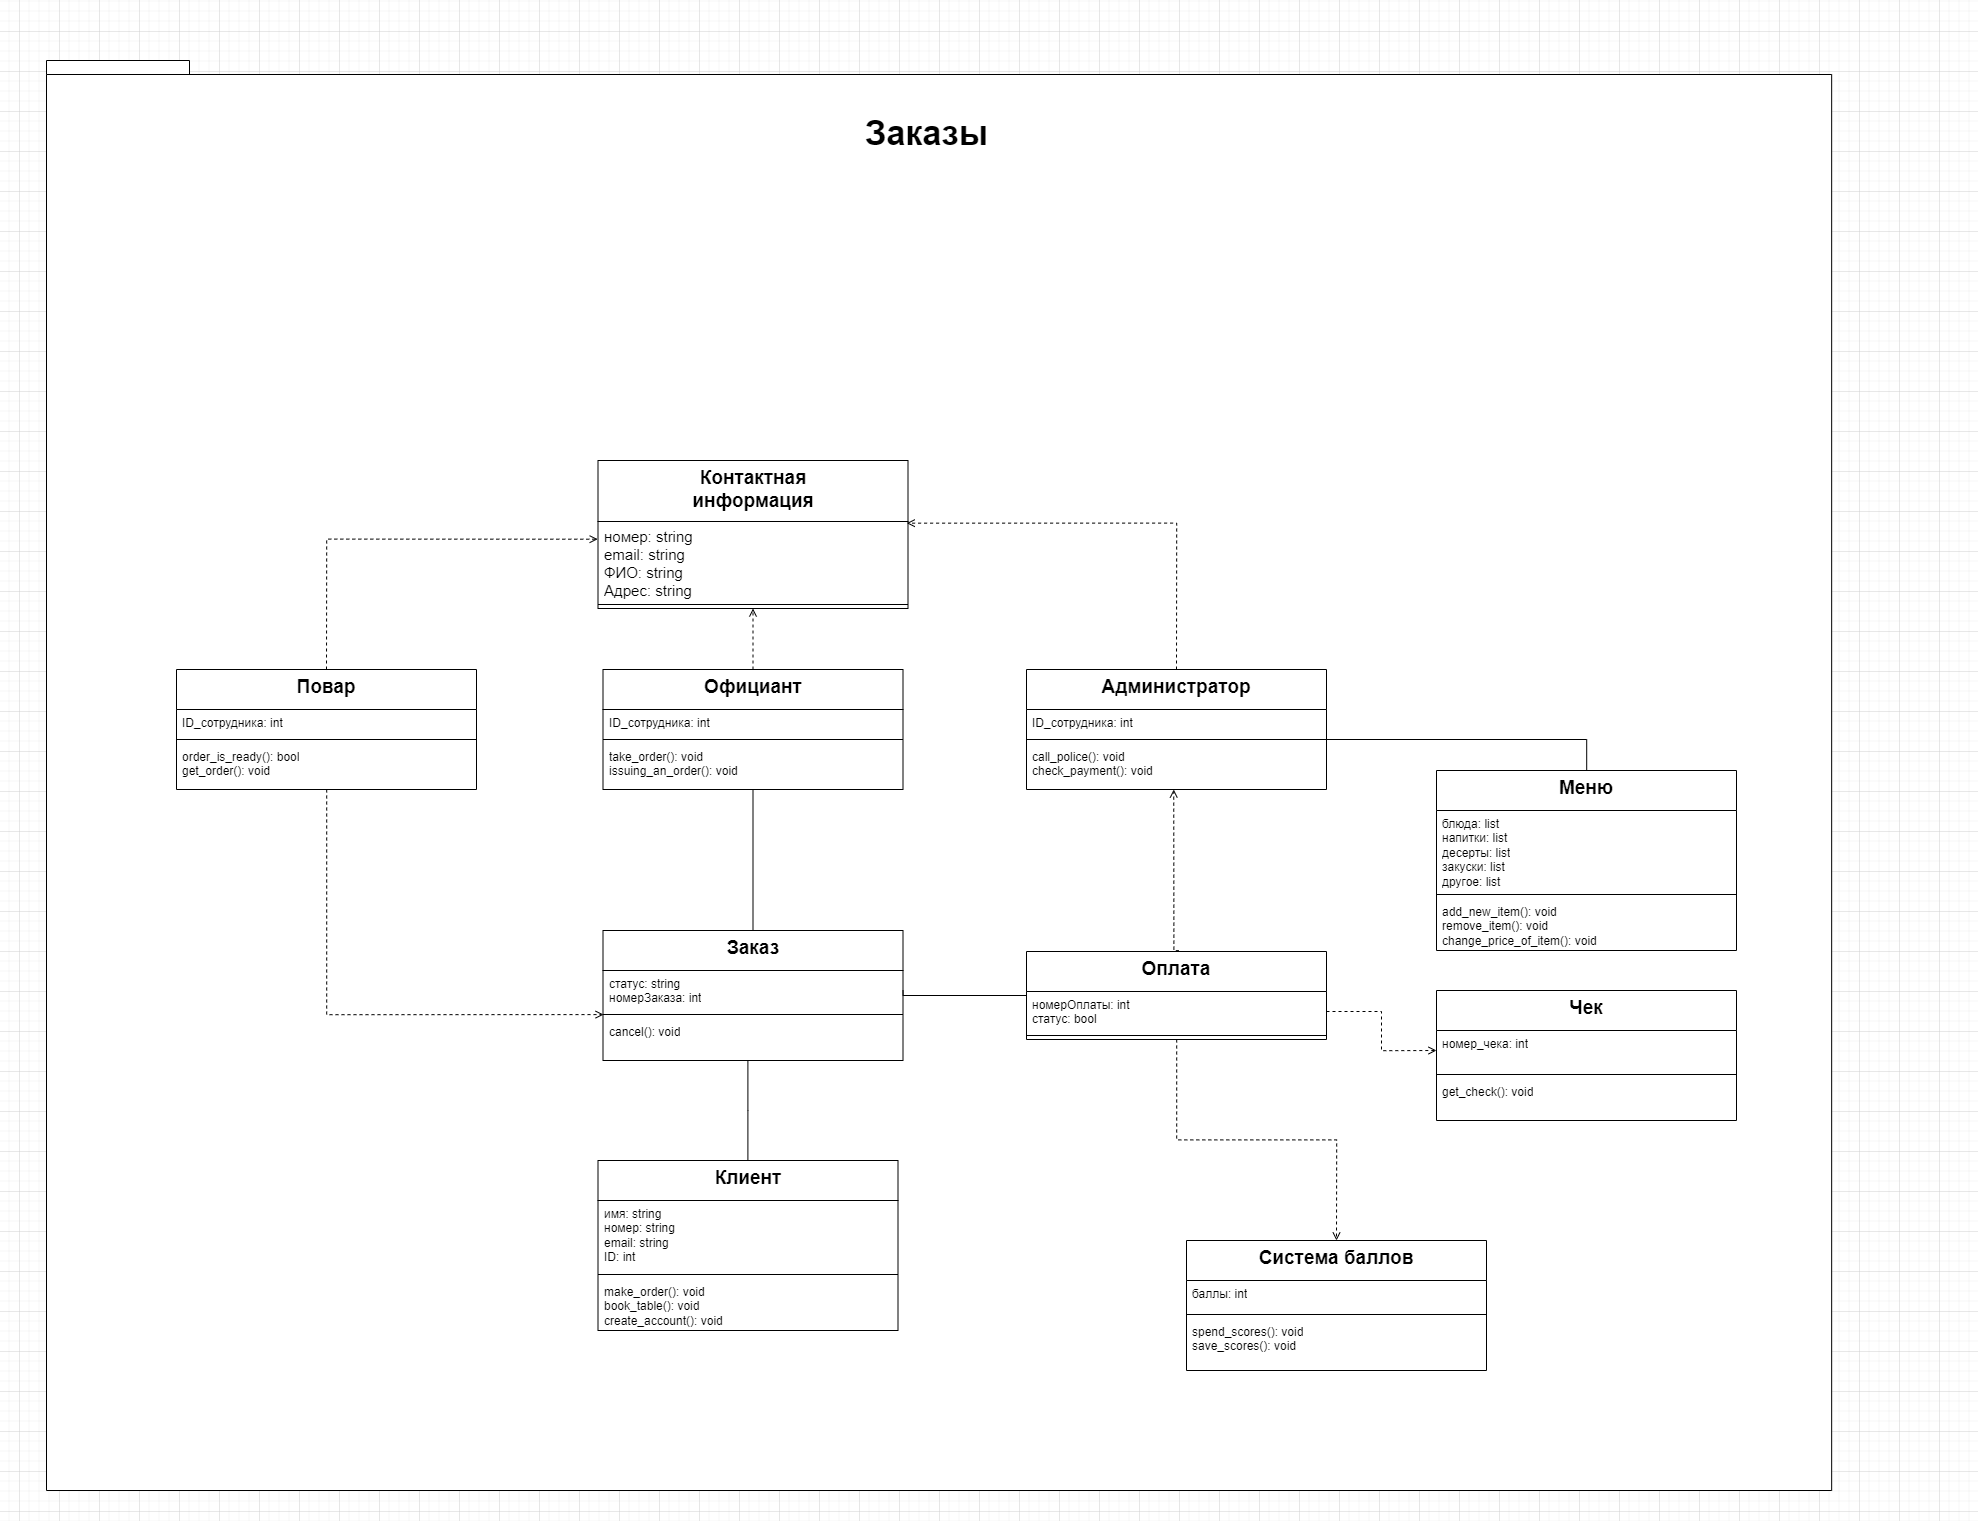 Заказы
Контактная
информация
номер: string
email: string
ФИО: string
Адрес: string
Повар
ID_сотрудника: int
order_is_ready(): bool
get_order(): void
Официант
ID_сотрудника: int
take_order(): void
issuing_an_order(): void
Администратор
ID_сотрудника: int
call_police(): void
check_payment(): void
Меню
блюда: list
напитки: list
десерты: list
закуски: list
другое: list
add_new_item(): void
remove_item(): void
change_price_of_item(): void
Заказ
статус: string
номерЗаказа: int
cancel(): void
Оплата
номерОплаты: int
статус: bool
Чек
номер_чека: int
get_check(): void
Клиент
имя: string
номер: string
email: string
ID: int
make_order(): void
book_table(): void
create_account(): void
Система баллов
баллы: int
spend_scores(): void
save_scores(): void